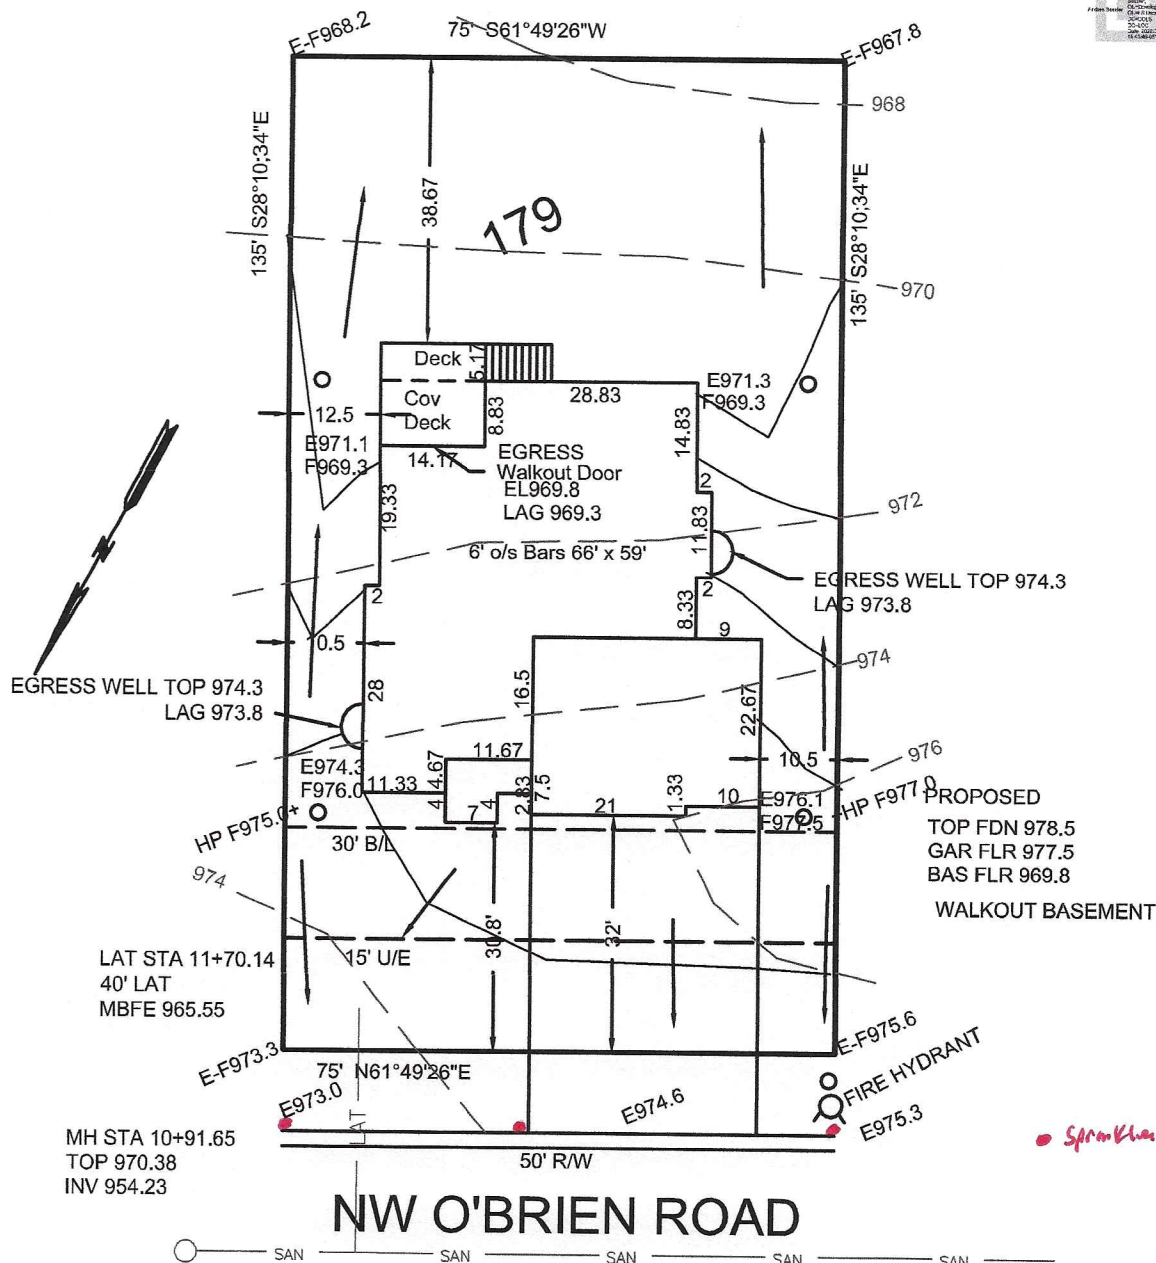 E-F968.2
75' S61°49'26"W
E-F967.8
968
135' S28°10;34"E
38.67
179
135' S28°10;34"E
970
Deck
5.17
Cov
Deck
8.83
28.83
E971.3
F969.3
12.5
E971.1
F969.3
14.17
14.83
EGRESS
Walkout Door
EL969.8
LAG 969.3
2
972
19.33
11.83
6' o/s Bars 66' x 59'
EGRESS WELL TOP 974.3
LAG 973.8
2
2
8.33
9
0.5
974
EGRESS WELL TOP 974.3
LAG 973.8
28
16.5
22.67
11.67
976
10.5
E974.3
F976.0
11.33
4.67
4
7
4
2.83
7.5
21
1.33
10
E976.1
F977.5
HP F977.0
HP F975.0+
PROPOSED
TOP FDN 978.5
GAR FLR 977.5
BAS FLR 969.8
WALKOUT BASEMENT
30' B/L
974
30.8'
32'
15' U/E
LAT STA 11+70.14
40' LAT
MBFE 965.55
E-F973.3
E-F975.6
75' N61°49'26"E
FIRE HYDRANT
E973.0
E974.6
E975.3
LAT
MH STA 10+91.65
TOP 970.38
INV 954.23
50' R/W
NW O'BRIEN ROAD
SAN
SAN
SAN
SAN
SAN